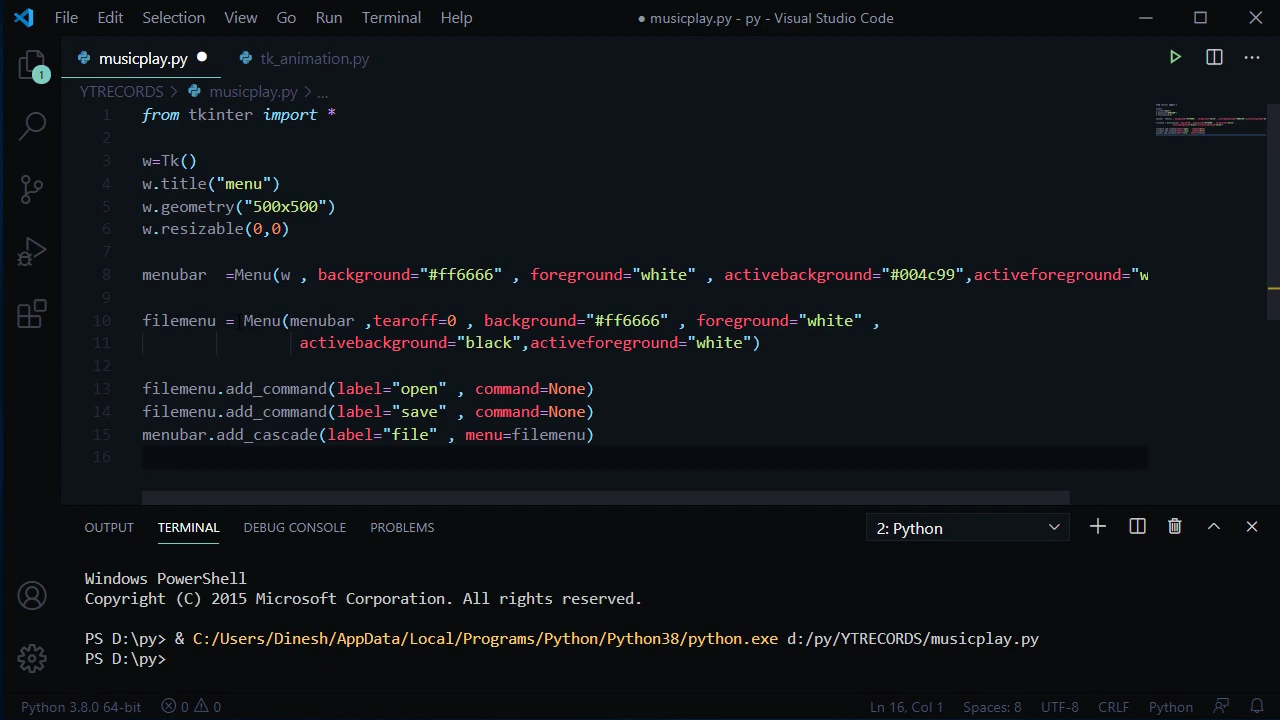 File Edit Selection View Go Run Terminal Help ● musicplay.py - py - Visual Studio Code
musicplay.py ● tk_animation.py
1
YTRECORDS > musicplay.py > ...
1 from tkinter import *
2
3 w=Tk()
4 w.title("menu")
5 w.geometry("500x500")
6 w.resizable(0,0)
7
8 menubar  =Menu(w , background="#ff6666" , foreground="white" , activebackground="#004c99",activeforeground="w
9
10 filemenu = Menu(menubar ,tearoff=0 , background="#ff6666" , foreground="white" ,
11 activebackground="black",activeforeground="white")
12
13 filemenu.add_command(label="open" , command=None)
14 filemenu.add_command(label="save" , command=None)
15 menubar.add_cascade(label="file" , menu=filemenu)
16
OUTPUT TERMINAL DEBUG CONSOLE PROBLEMS 2: Python
Windows PowerShell
Copyright (C) 2015 Microsoft Corporation. All rights reserved.
PS D:\py> & C:/Users/Dinesh/AppData/Local/Programs/Python/Python38/python.exe d:/py/YTRECORDS/musicplay.py
PS D:\py>
Python 3.8.0 64-bit 0 0 Ln 16, Col 1 Spaces: 8 UTF-8 CRLF Python